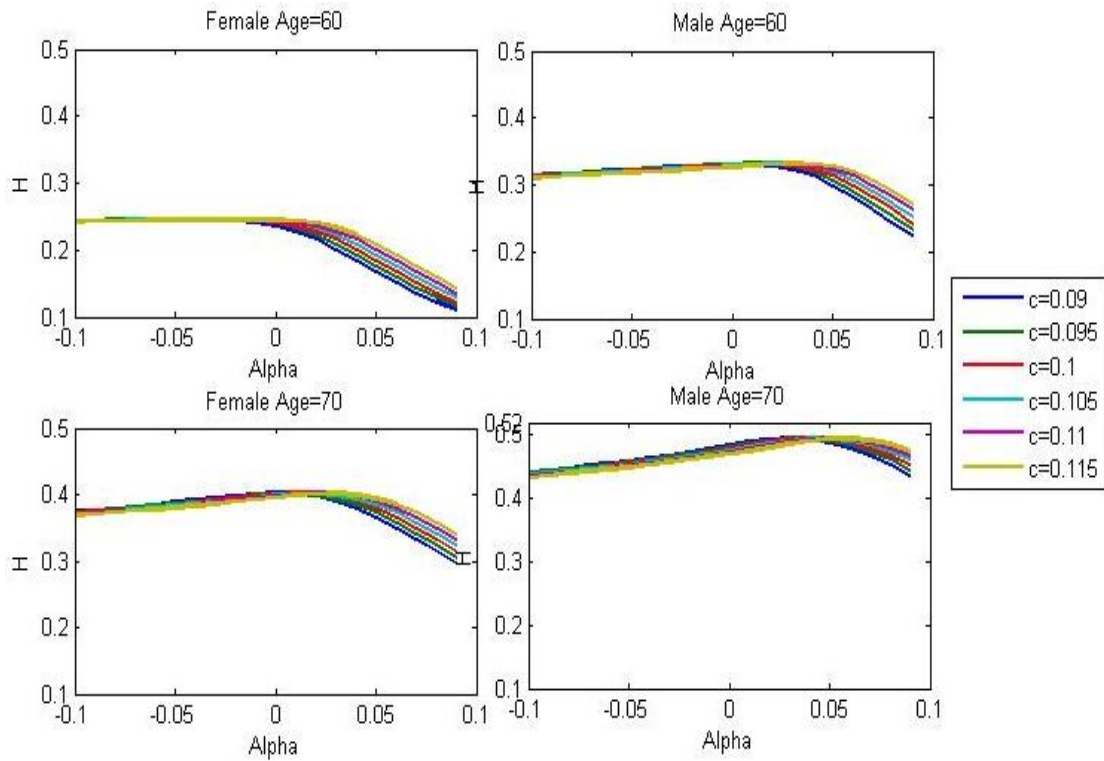 Female Age=60
0.5
0.4
0.3
0.2
0.1
H
-0.1 -0.05 0 0.05 0.1
Alpha
Male Age=60
0.5
0.4
0.3
0.2
0.1
H
-0.1 -0.05 0 0.05 0.1
Alpha
Female Age=70
0.5
0.4
0.3
0.2
0.1
H
-0.1 -0.05 0 0.05 0.1
Alpha
Male Age=70
0.52
0.5
0.4
0.3
0.2
0.1
H
-0.1 -0.05 0 0.05 0.1
Alpha
c=0.09
c=0.095
c=0.1
c=0.105
c=0.11
c=0.115